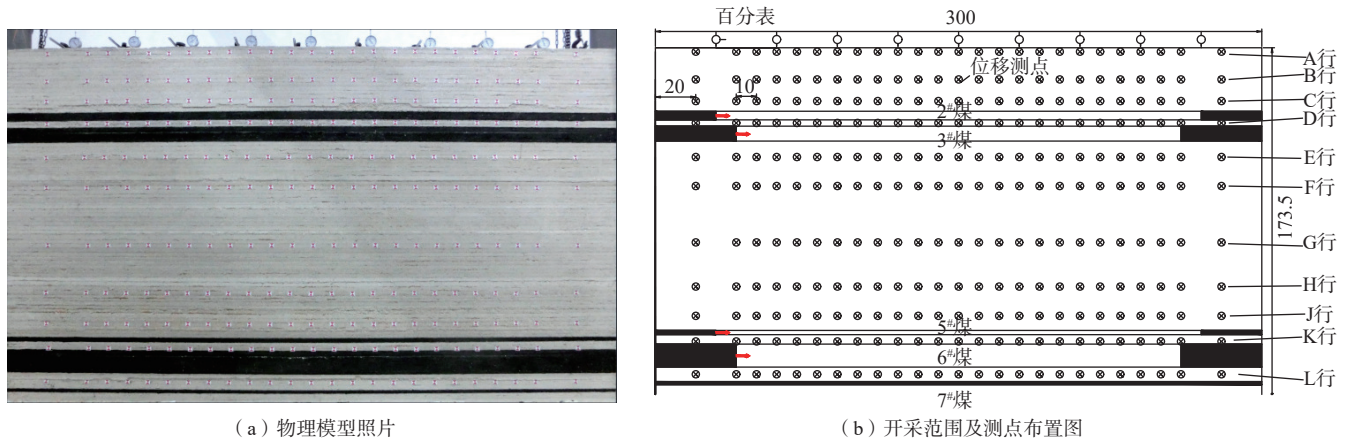 百分表
300
A行
B行
位移测点
20
10
C行
2#煤
D行
3#煤
E行
F行
173.5
G行
H行
J行
5#煤
K行
6#煤
L行
7#煤
（a）物理模型照片
（b）开采范围及测点布置图